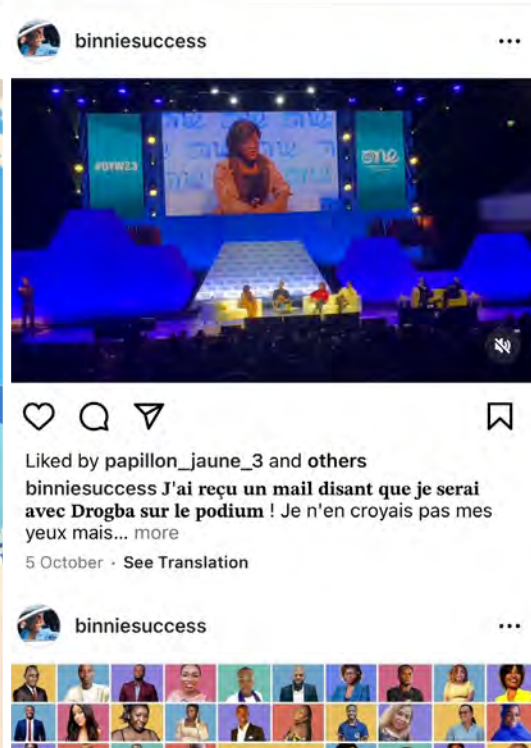 binniesuccess
#OYW23
one
Liked by papillon_jaune_3 and others
binniesuccess J'ai reçu un mail disant que je serai
avec Drogba sur le podium ! Je n'en croyais pas mes
yeux mais... more
5 October · See Translation
binniesuccess